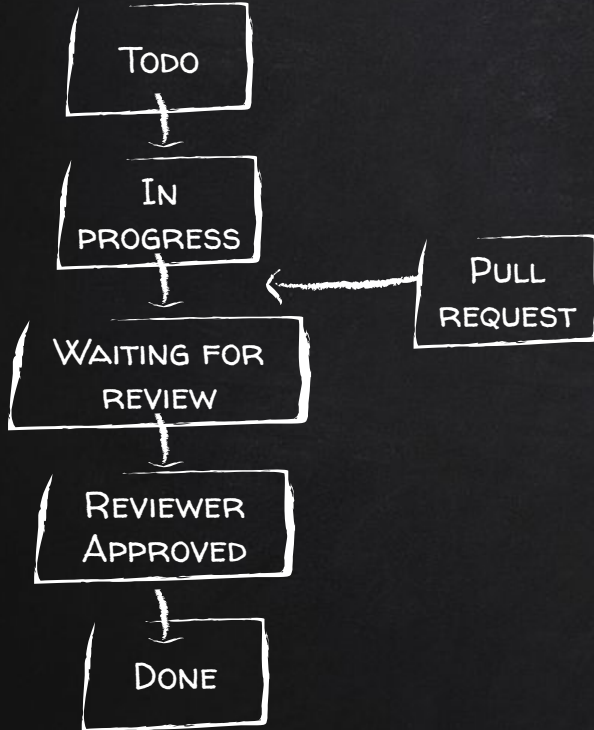 Todo
In
progress
Pull
request
Waiting for
review
Reviewer
Approved
Done